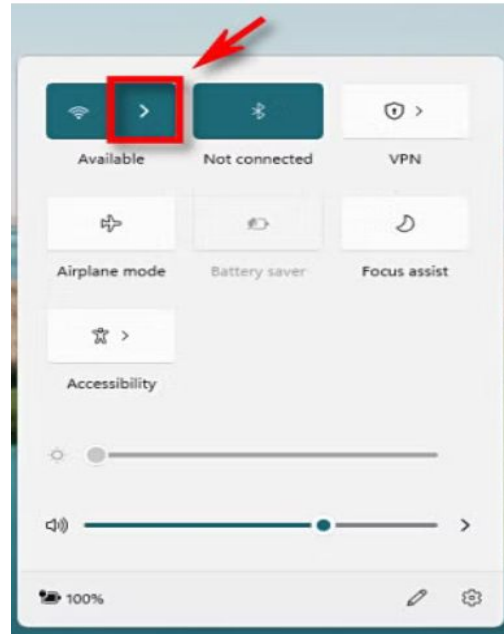 Available Not connected VPN
Airplane mode Battery saver Focus assist
Accessibility
100%